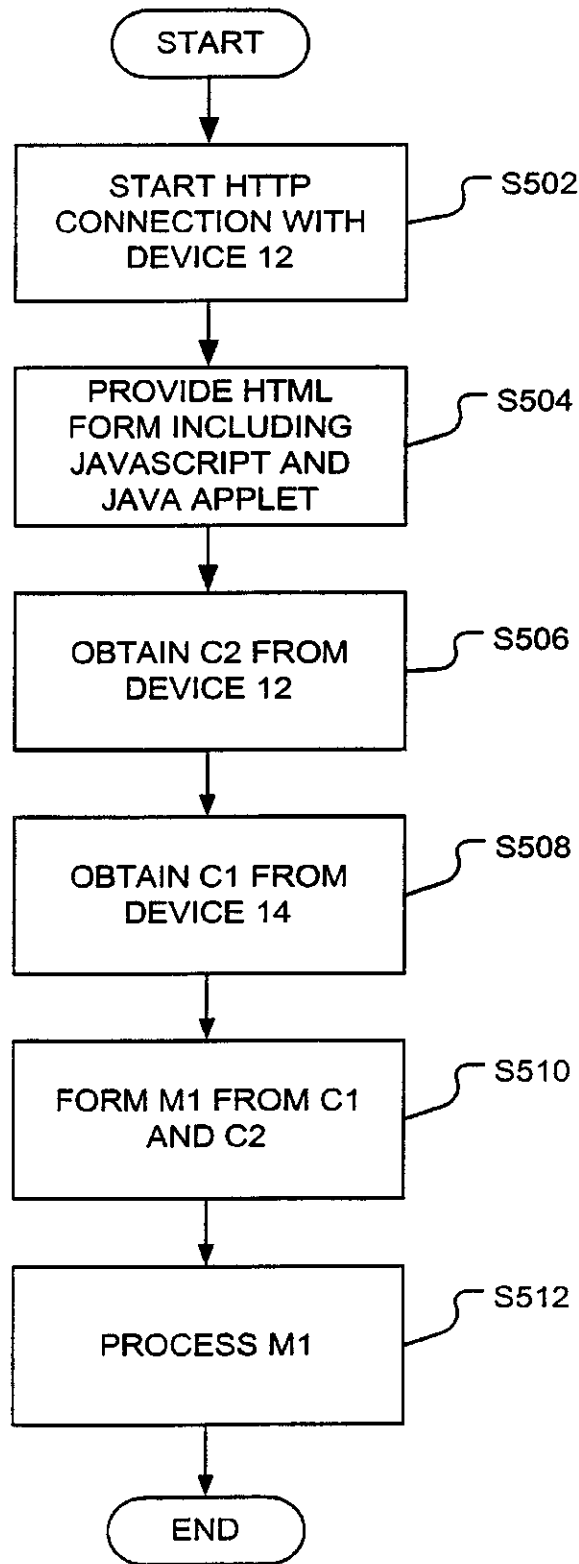 START
START HTTP
CONNECTION WITH
DEVICE 12
S502
PROVIDE HTML
FORM INCLUDING
JAVASCRIPT AND
JAVA APPLET
S504
OBTAIN C2 FROM
DEVICE 12
S506
OBTAIN C1 FROM
DEVICE 14
S508
FORM M1 FROM C1
AND C2
S510
PROCESS M1
S512
END